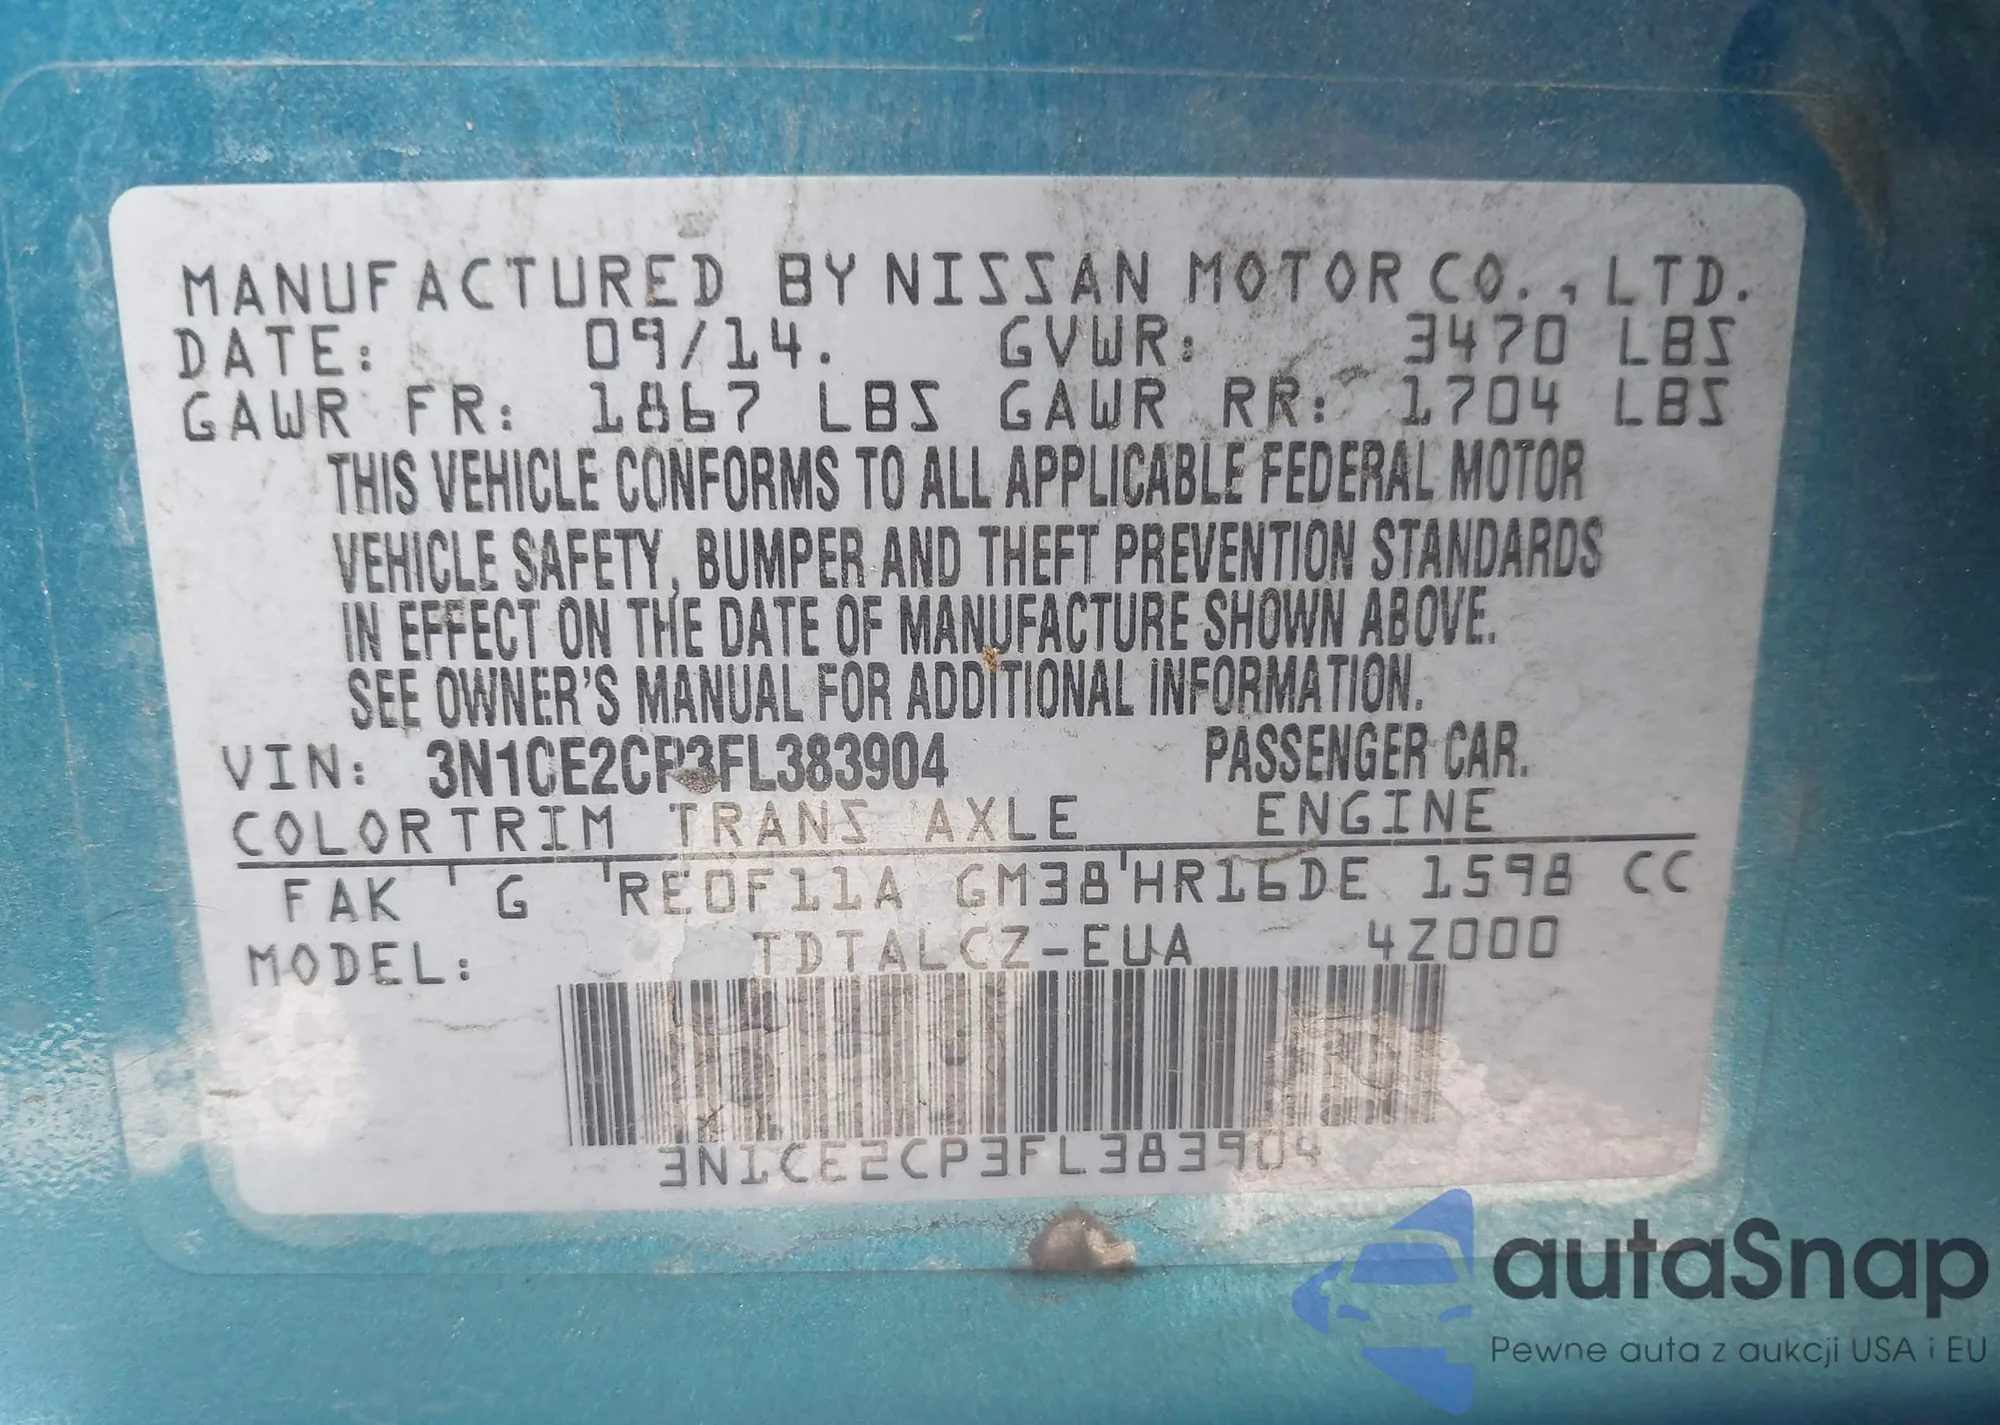 MANUFACTURED BY NISSAN MOTOR CO., LTD.
DATE: 09/14. GVWR: 3470 LBS
GAWR FR: 1867 LBS GAWR RR: 1704 LBS
THIS VEHICLE CONFORMS TO ALL APPLICABLE FEDERAL MOTOR
VEHICLE SAFETY, BUMPER AND THEFT PREVENTION STANDARDS
IN EFFECT ON THE DATE OF MANUFACTURE SHOWN ABOVE.
SEE OWNER'S MANUAL FOR ADDITIONAL INFORMATION.
VIN: 3N1CE2CP3FL383904 PASSENGER CAR.
COLOR TRIM TRANS AXLE ENGINE
FAK ' G 'RE0F11A GM38'HR16DE 1598 CC
MODEL: TDTALCZ-EUA 4Z000
3N1CE2CP3FL383904
autaSnap
Pewne auta z aukcji USA i EU